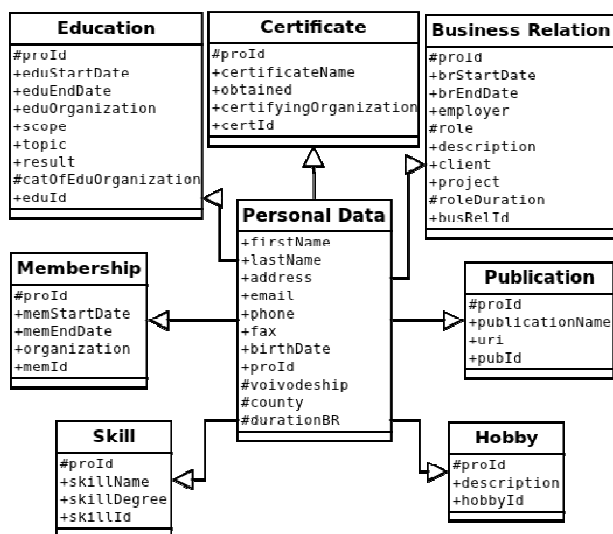 Education
#proId
+eduStartDate
+eduEndDate
+eduOrganization
+scope
+topic
+result
#catOfEduOrganization
+eduId
Certificate
#proId
+certificateName
+obtained
+certifyingOrganization
+certId
Business Relation
#proId
+brStartDate
+brEndDate
+employer
#role
+description
+client
+project
#roleDuration
+busRelId
Personal Data
+firstName
+lastName
+address
+email
+phone
+fax
+birthDate
+proId
#voivodeship
#county
#durationBR
Membership
#proId
+memStartDate
+memEndDate
+organization
+memId
Publication
#proId
+publicationName
+uri
+pubId
Skill
#proId
+skillName
+skillDegree
+skillId
Hobby
#proId
+description
+hobbyId